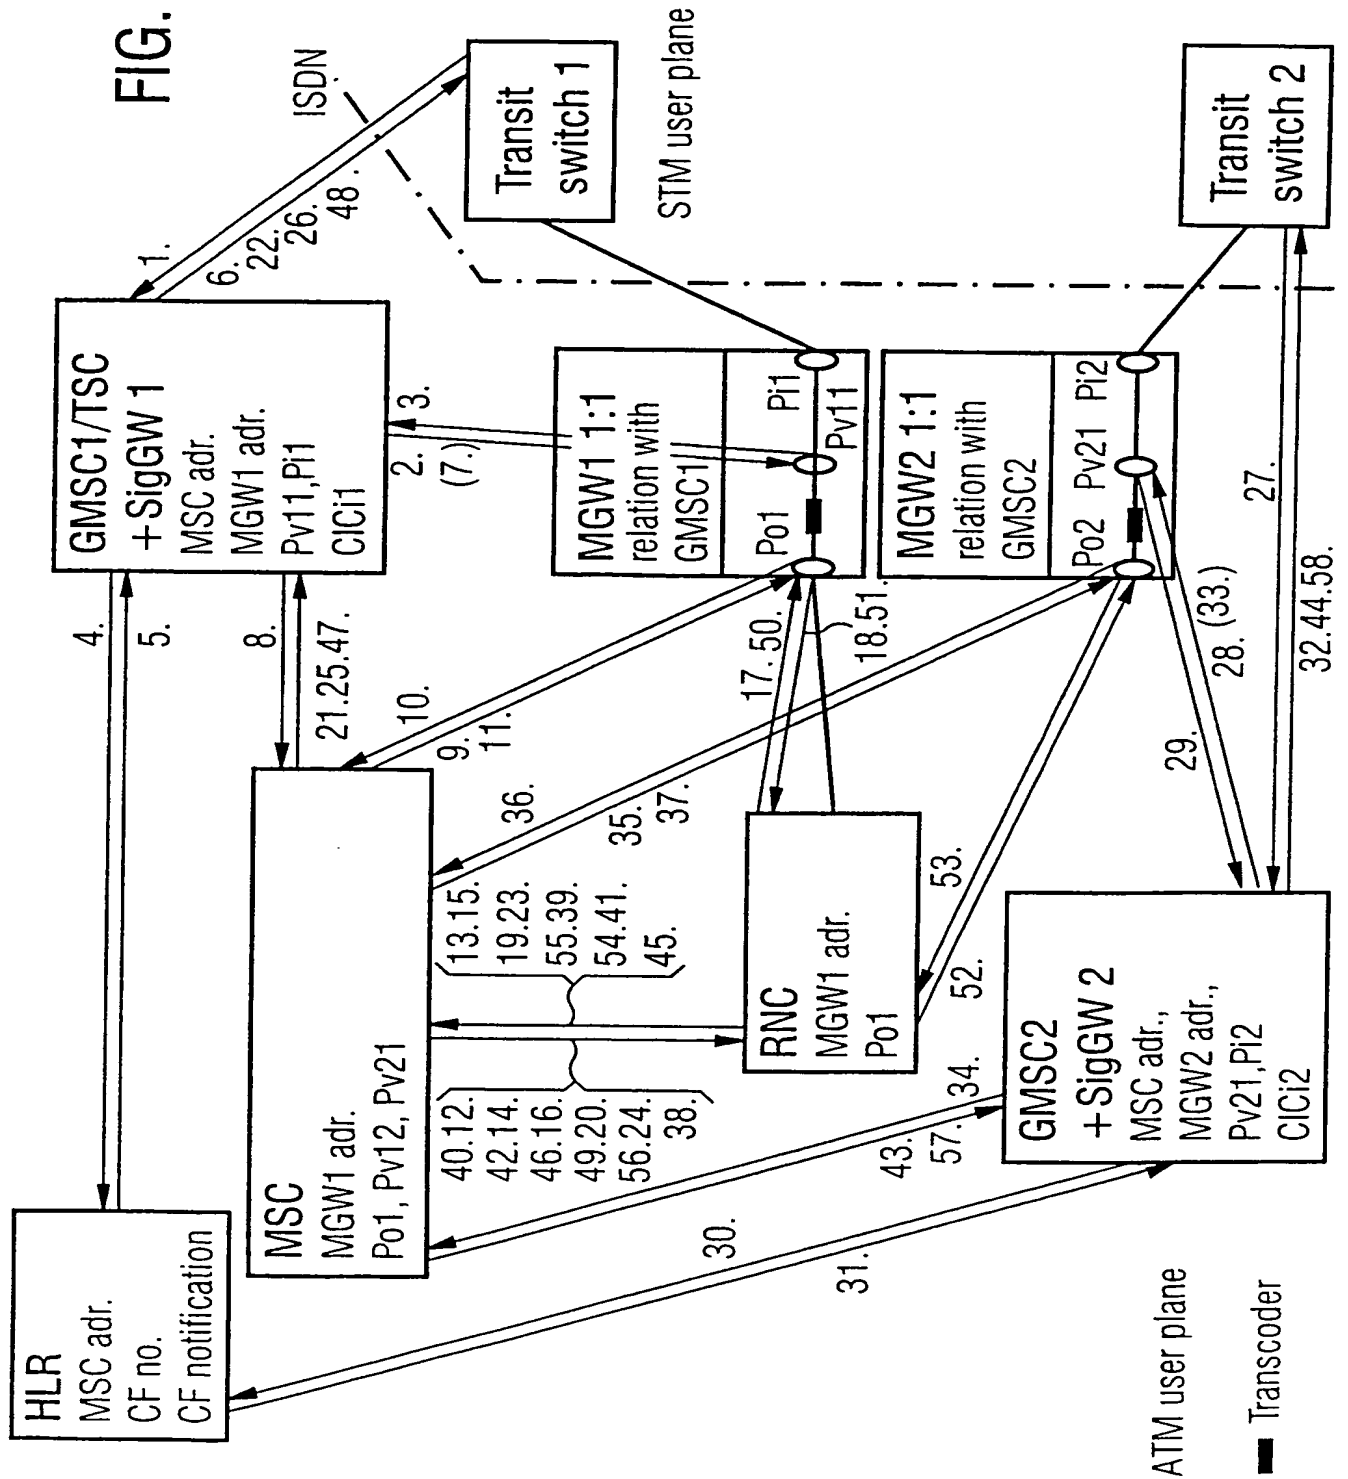 FIG.
HLR
MSC adr.
CF no.
CF notification
4.
5.
GMSC1/TSC
+SigGW 1
MSC adr.
MGW1 adr.
Pv11,Pi1
CICi1
1.
6.
22.
26.
48.
ISDN
Transit
switch 1
STM user plane
8.
21.25.47.
2.
3.
(7.)
MSC
MGW1 adr.
Po1, Pv12, Pv21
10.
9.
11.
36.
35.
37.
MGW1 1:1
relation with
GMSC1
Po1
Pi1
Pv11
40.12.
42.14.
46.16.
49.20.
56.24.
38.
13.15.
19.23.
55.39.
54.41.
45.
17.50.
18.51.
MGW2 1:1
relation with
GMSC2
Po2
Pv21
Pi2
RNC
MGW1 adr.
Po1
53.
52.
30.
31.
43.
57.
34.
GMSC2
+SigGW 2
MSC adr.,
MGW2 adr.,
Pv21,Pi2
CICi2
29.
28.
(33.)
27.
32.44.58.
Transit
switch 2
ATM user plane
Transcoder